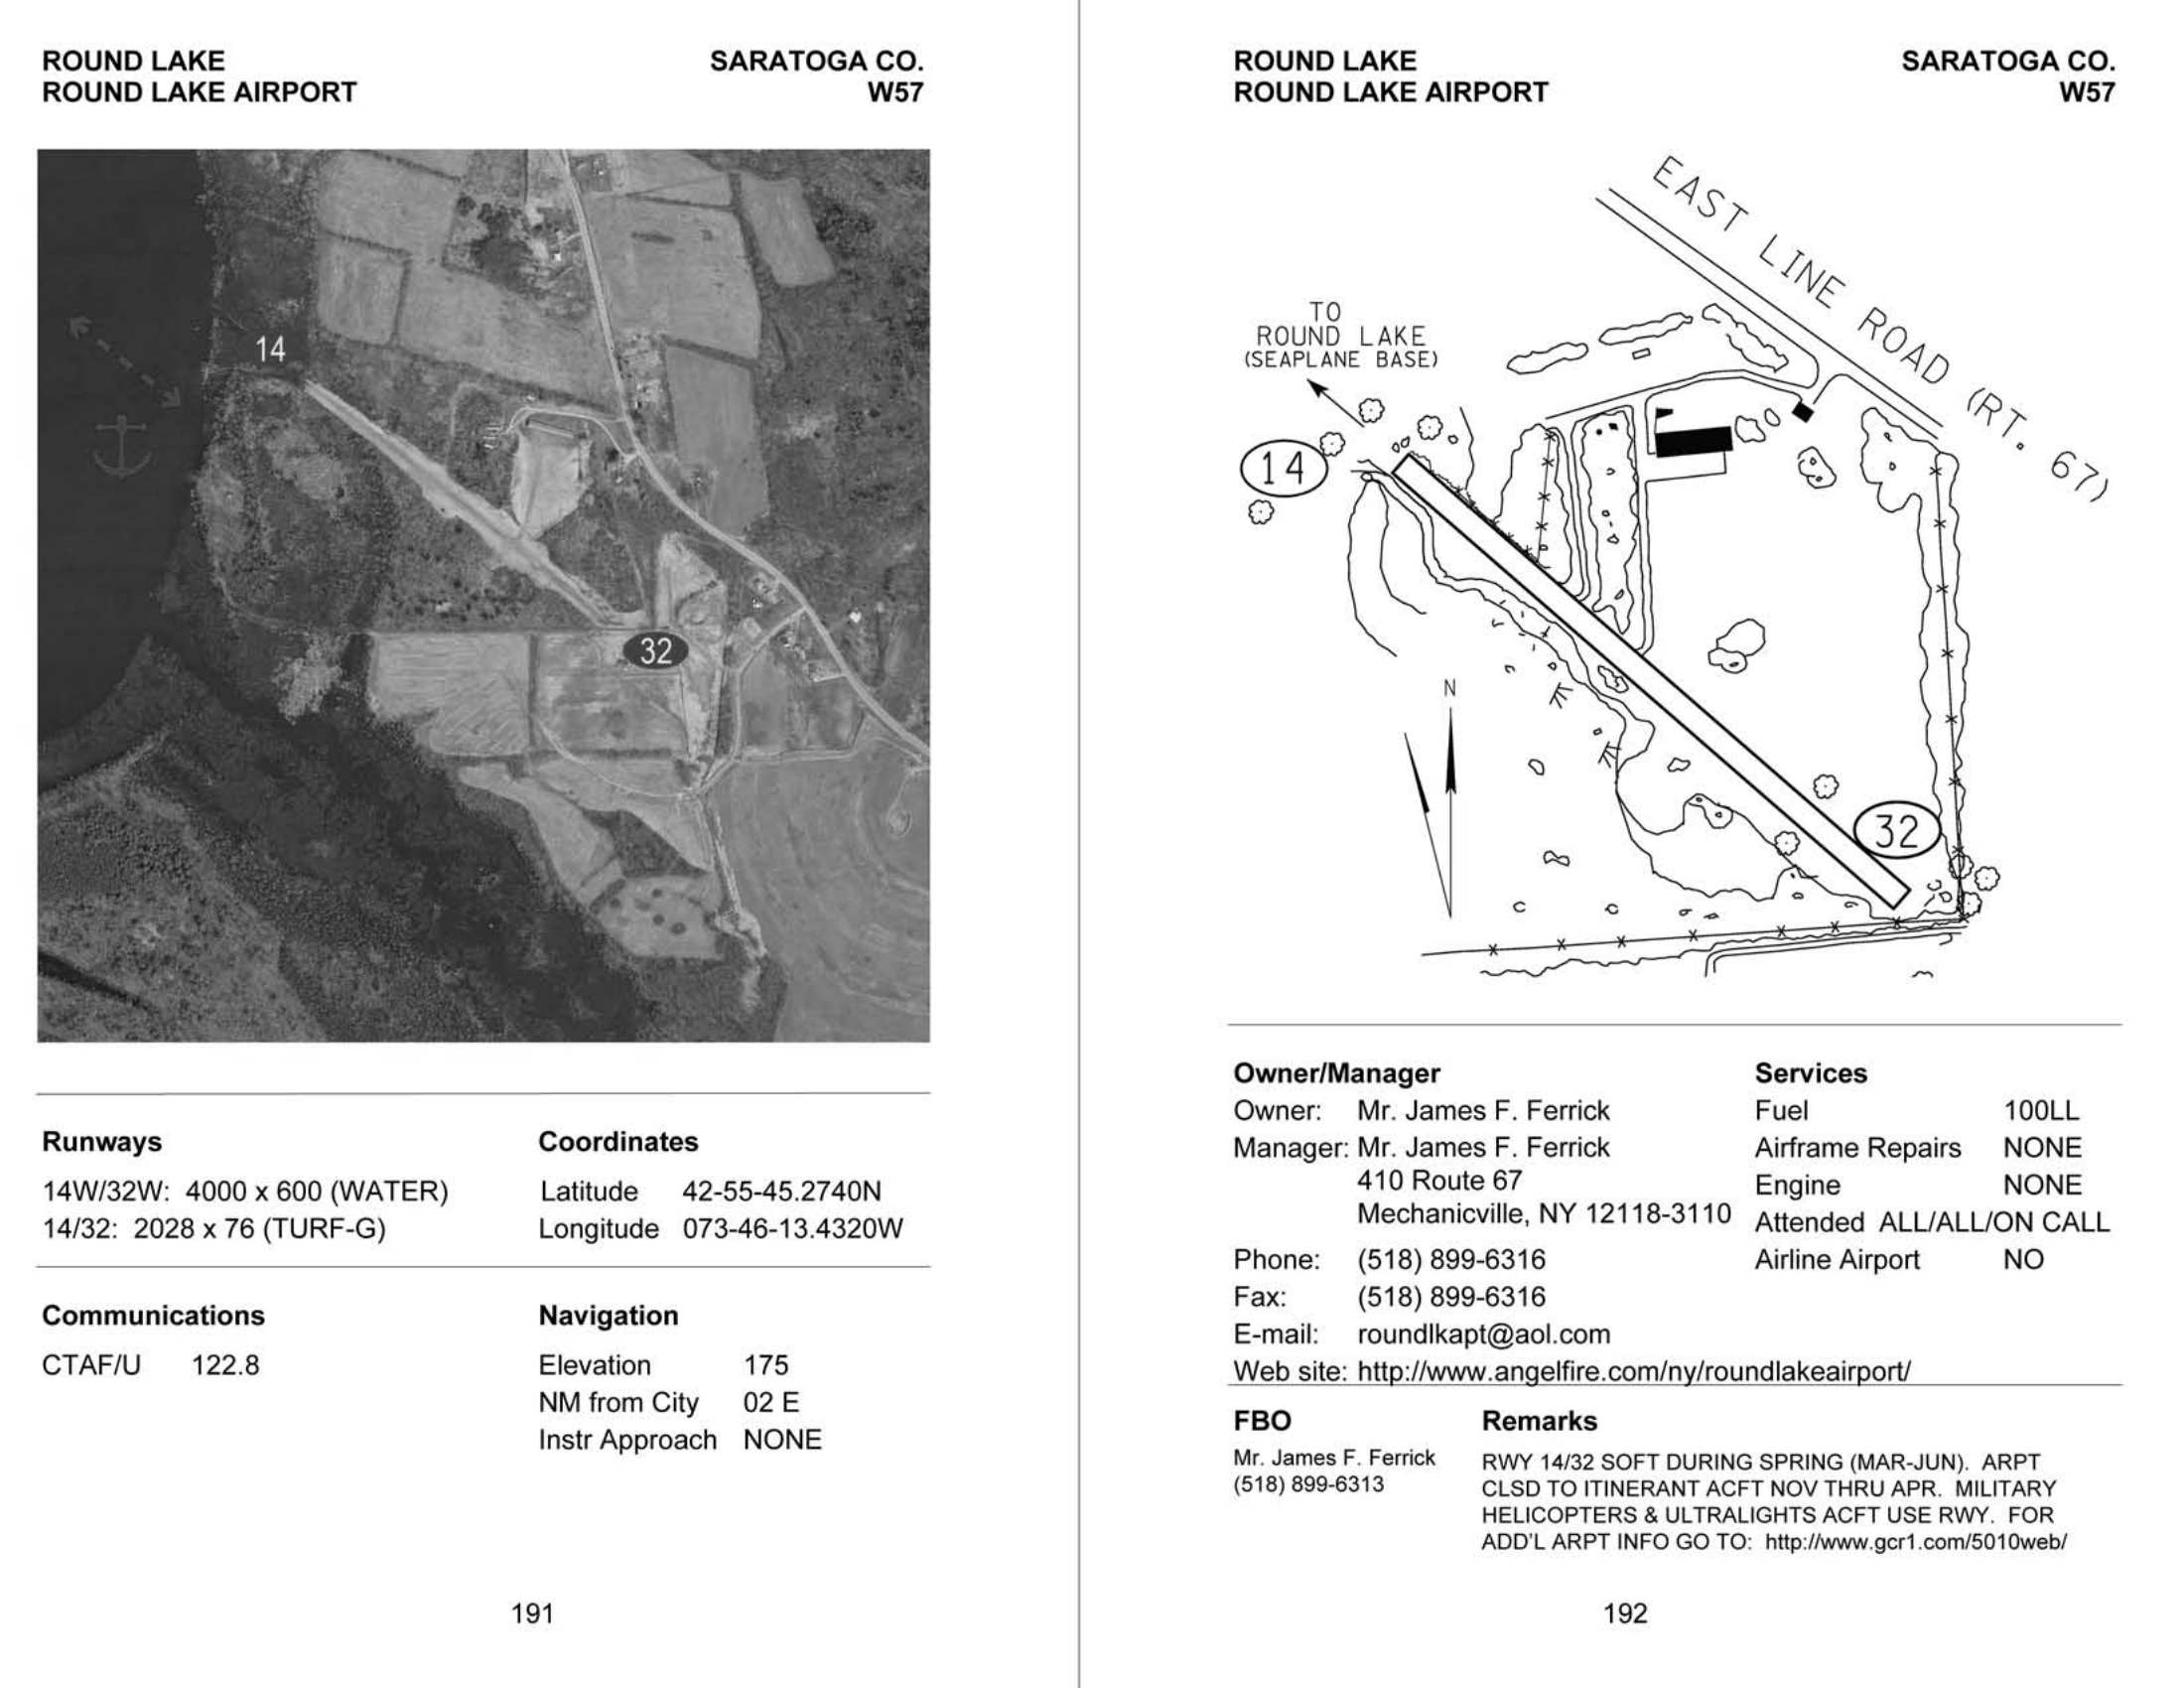 ROUND LAKE SARATOGA CO.
ROUND LAKE AIRPORT W57
14
32
Runways
14W/32W: 4000 x 600 (WATER)
14/32: 2028 x 76 (TURF-G)
Coordinates
Latitude 42-55-45.2740N
Longitude 073-46-13.4320W
Communications
CTAF/U 122.8
Navigation
Elevation 175
NM from City 02 E
Instr Approach NONE
191
ROUND LAKE SARATOGA CO.
ROUND LAKE AIRPORT W57
EAST LINE ROAD (RT. 67)
TO
ROUND LAKE
(SEAPLANE BASE)
14
N
32
Owner/Manager
Owner: Mr. James F. Ferrick
Manager: Mr. James F. Ferrick
410 Route 67
Mechanicville, NY 12118-3110
Phone: (518) 899-6316
Fax: (518) 899-6316
E-mail: roundlkapt@aol.com
Web site: http://www.angelfire.com/ny/roundlakeairport/
Services
Fuel 100LL
Airframe Repairs NONE
Engine NONE
Attended ALL/ALL/ON CALL
Airline Airport NO
FBO
Mr. James F. Ferrick
(518) 899-6313
Remarks
RWY 14/32 SOFT DURING SPRING (MAR-JUN). ARPT
CLSD TO ITINERANT ACFT NOV THRU APR. MILITARY
HELICOPTERS & ULTRALIGHTS ACFT USE RWY. FOR
ADD'L ARPT INFO GO TO: http://www.gcr1.com/5010web/
192